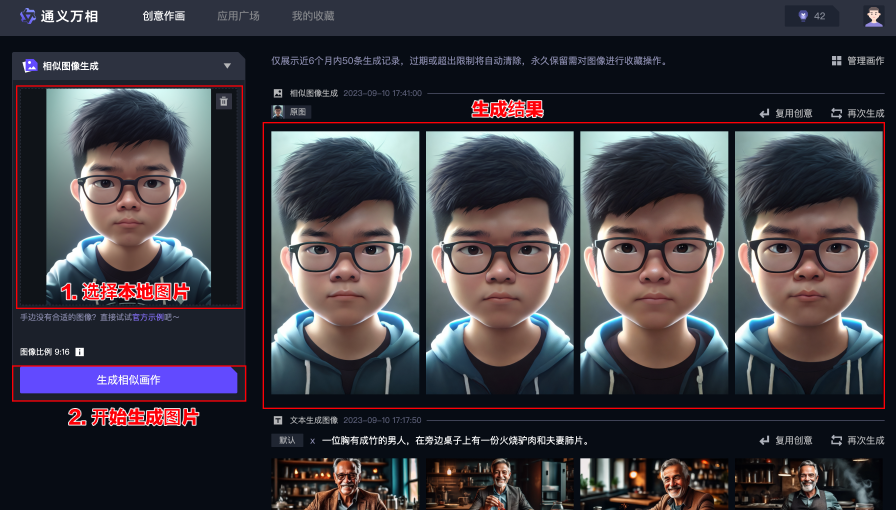 通义万相
创意作画
应用广场
我的收藏
42
相似图像生成
仅展示近6个月内50条生成记录，过期或超出限制将自动清除，永久保留需对图像进行收藏操作。
管理画作
相似图像生成 2023-09-10 17:41:00
生成结果
原图
复用创意
再次生成
1. 选择本地图片
手边没有合适的图像？直接试试官方示例吧～
图像比例 9:16
生成相似画作
2. 开始生成图片
文本生成图像 2023-09-10 17:17:50
默认 x 一位胸有成竹的男人，在旁边桌子上有一份火烧驴肉和夫妻肺片。
复用创意
再次生成